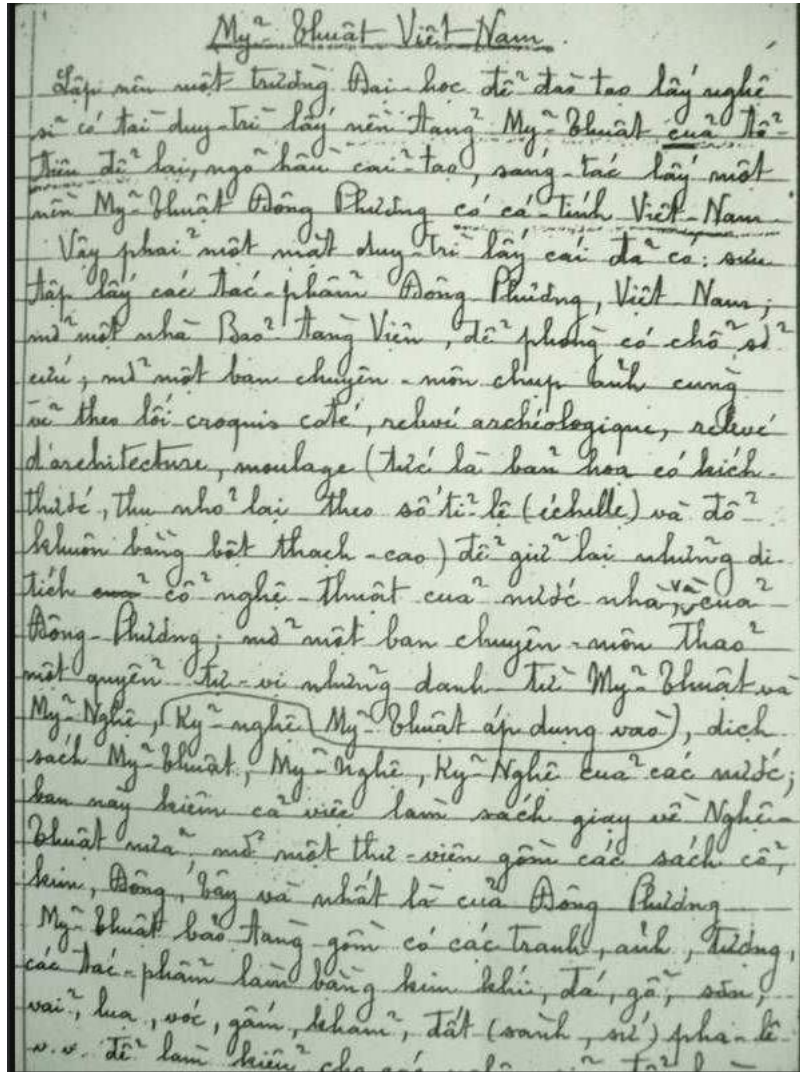 Mỹ-Thuật Việt-Nam.
Lập nên một trường Đại-học để đào tạo lấy nghệ
sĩ có tài duy-trì lấy nền tảng Mỹ-Thuật của tổ-
tiên để lại, ngõ hầu cải-tạo, sáng-tác lấy một
nền Mỹ-Thuật Đông Phương có cá-tính Việt-Nam.
Vậy phải một mặt duy-trì lấy cái đã có: sưu
tập lấy các tác-phẩm Đông Phương, Việt Nam;
mở một nhà Bảo-tàng Viện, để phòng có chỗ sở
cứu; mở một ban chuyên-môn chụp ảnh cùng
vẽ theo lối croquis coté, relevé archéologique, relevé
d'architecture, moulage (tức là bản họa có kích-
thước, thu nhỏ lại theo số tỉ-lệ (échelle) và đổ
khuôn bằng bột thạch-cao) để giữ lại những di-
tích cổ nghệ-thuật của nước nhà, và của
Đông-Phương; mở một ban chuyên-môn thảo
một quyển tự-vị những danh từ Mỹ-Thuật và
Mỹ-Nghệ, (Kỹ-nghệ Mỹ-Thuật áp dụng vào), dịch
sách Mỹ-Thuật, Mỹ-Nghệ, Kỹ-Nghệ của các nước;
ban này kiêm cả việc làm sách giạy về Nghệ-
Thuật nữa, mở một thư-viện gồm các sách cổ,
kim, Đông, Tây và nhất là của Đông Phương
Mỹ-Thuật bảo tàng gồm có các tranh, ảnh, tượng,
các tác-phẩm làm bằng kim khí, đá, gỗ, sơn,
vải, lụa, vóc, gấm, khảm, đất (sành, sứ) pha-lê
v.v. để làm kiểu cho các